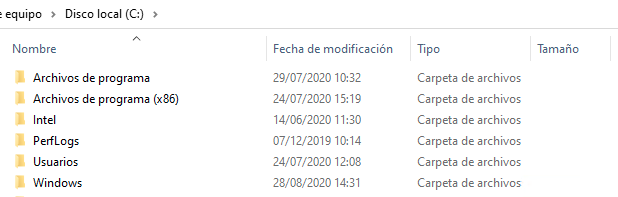 e equipo > Disco local (C:) >
Nombre Fecha de modificación Tipo Tamaño
Archivos de programa 29/07/2020 10:32 Carpeta de archivos
Archivos de programa (x86) 24/07/2020 15:19 Carpeta de archivos
Intel 14/06/2020 11:30 Carpeta de archivos
PerfLogs 07/12/2019 10:14 Carpeta de archivos
Usuarios 24/07/2020 12:08 Carpeta de archivos
Windows 28/08/2020 14:31 Carpeta de archivos